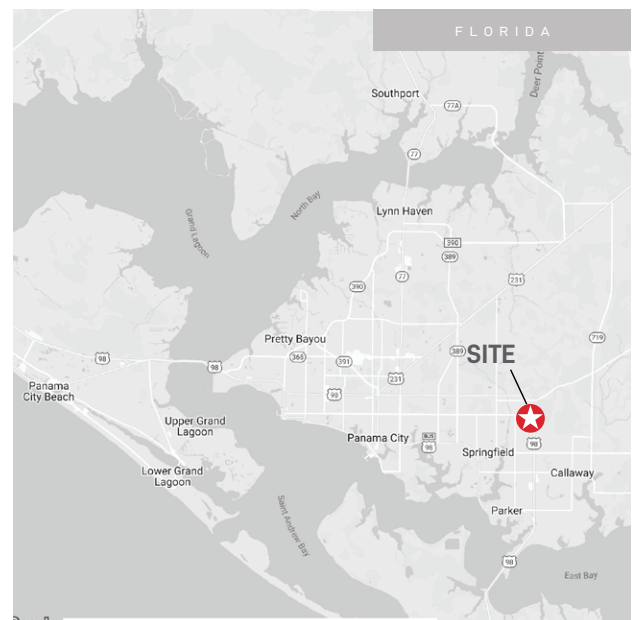 FLORIDA
Deer Point
Southport
77A
77
North Bay
Lynn Haven
Grand Lagoon
390
389
231
77
390
719
Pretty Bayou
389
SITE
98
368
391
98
231
Panama
City Beach
98
Upper Grand
Lagoon
Panama City
BUS
98
98
Springfield
Lower Grand
Lagoon
Callaway
Parker
Saint Andrew Bay
98
East Bay